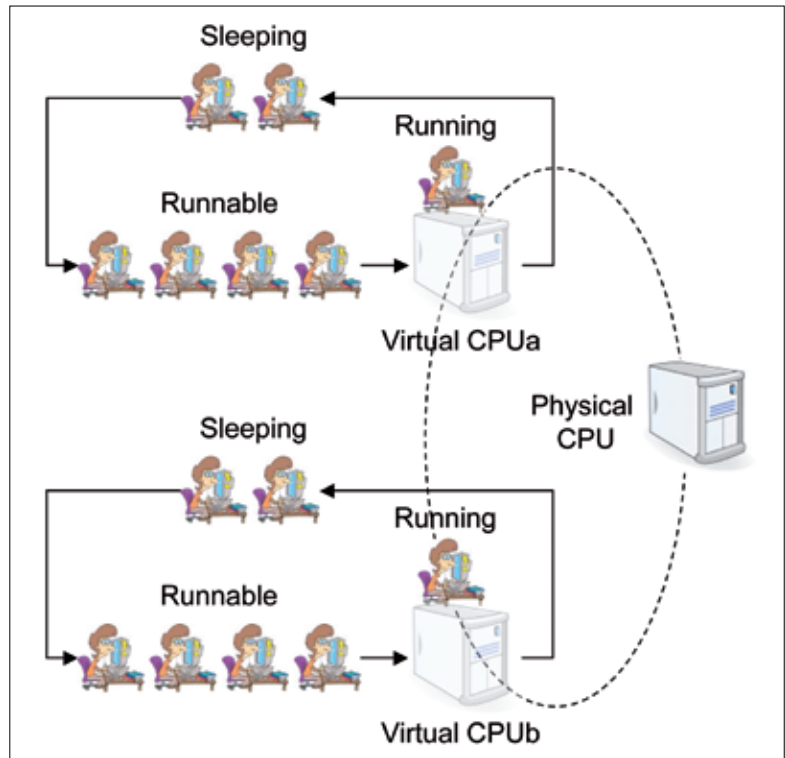 Sleeping
Running
Runnable
Virtual CPUa
Physical
CPU
Sleeping
Running
Runnable
Virtual CPUb